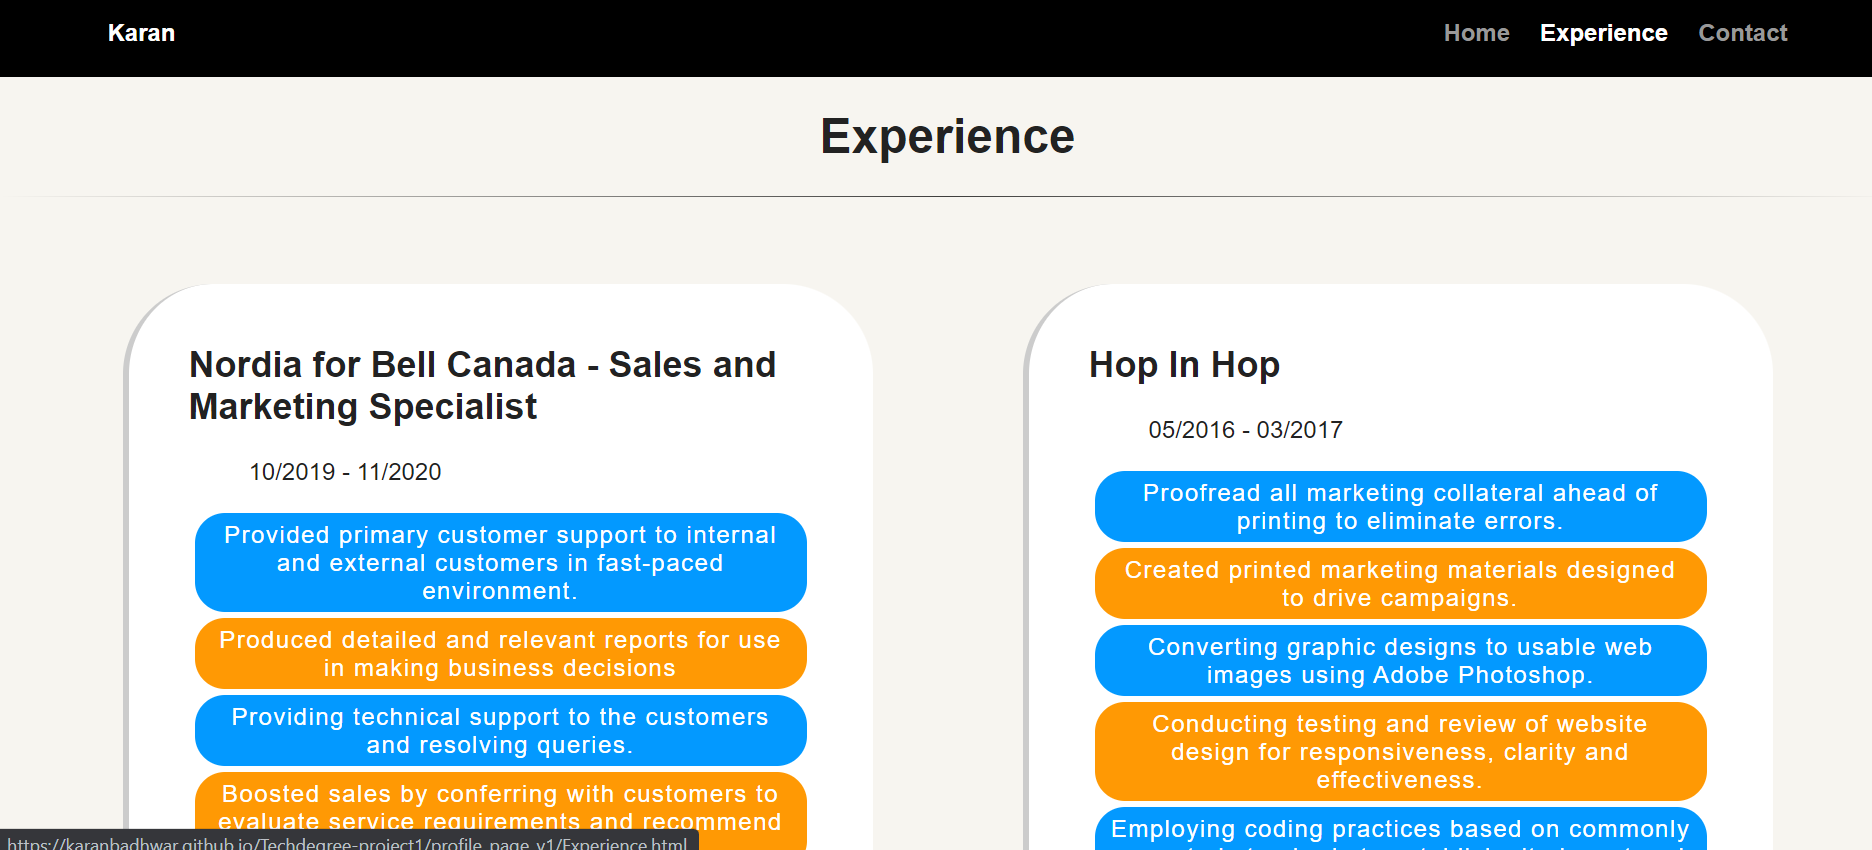 Karan
Home Experience Contact
Experience
Nordia for Bell Canada - Sales and
Marketing Specialist
10/2019 - 11/2020
Provided primary customer support to internal
and external customers in fast-paced
environment.
Produced detailed and relevant reports for use
in making business decisions
Providing technical support to the customers
and resolving queries.
Boosted sales by conferring with customers to
evaluate service requirements and recommend
Hop In Hop
05/2016 - 03/2017
Proofread all marketing collateral ahead of
printing to eliminate errors.
Created printed marketing materials designed
to drive campaigns.
Converting graphic designs to usable web
images using Adobe Photoshop.
Conducting testing and review of website
design for responsiveness, clarity and
effectiveness.
Employing coding practices based on commonly
https://karanbadhwar.github.io/Techdegree-project1/profile_page_v1/Experience.html